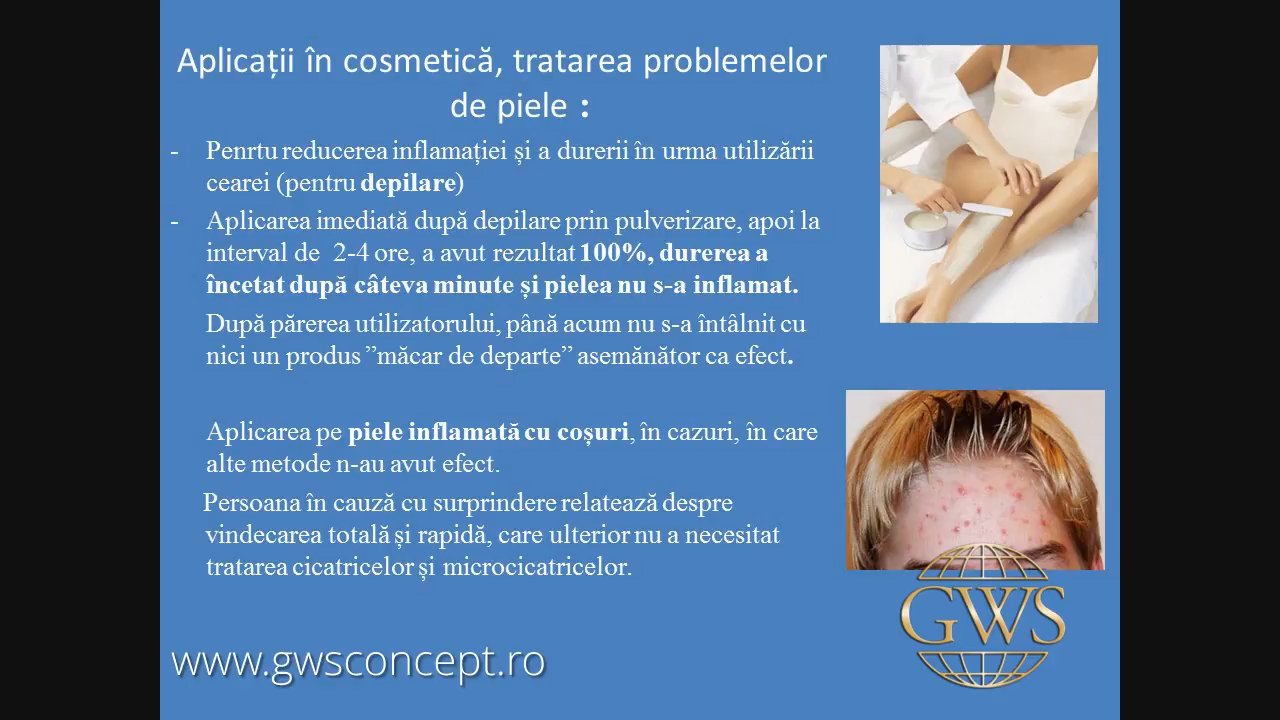 Aplicații în cosmetică, tratarea problemelor
de piele :
- Penrtu reducerea inflamației și a durerii în urma utilizării
cearei (pentru depilare)
- Aplicarea imediată după depilare prin pulverizare, apoi la
interval de 2-4 ore, a avut rezultat 100%, durerea a
încetat după câteva minute și pielea nu s-a inflamat.
După părerea utilizatorului, până acum nu s-a întâlnit cu
nici un produs ”măcar de departe” asemănător ca efect.
Aplicarea pe piele inflamată cu coșuri, în cazuri, în care
alte metode n-au avut efect.
Persoana în cauză cu surprindere relatează despre
vindecarea totală și rapidă, care ulterior nu a necesitat
tratarea cicatricelor și microcicatricelor.
GWS
www.gwsconcept.ro